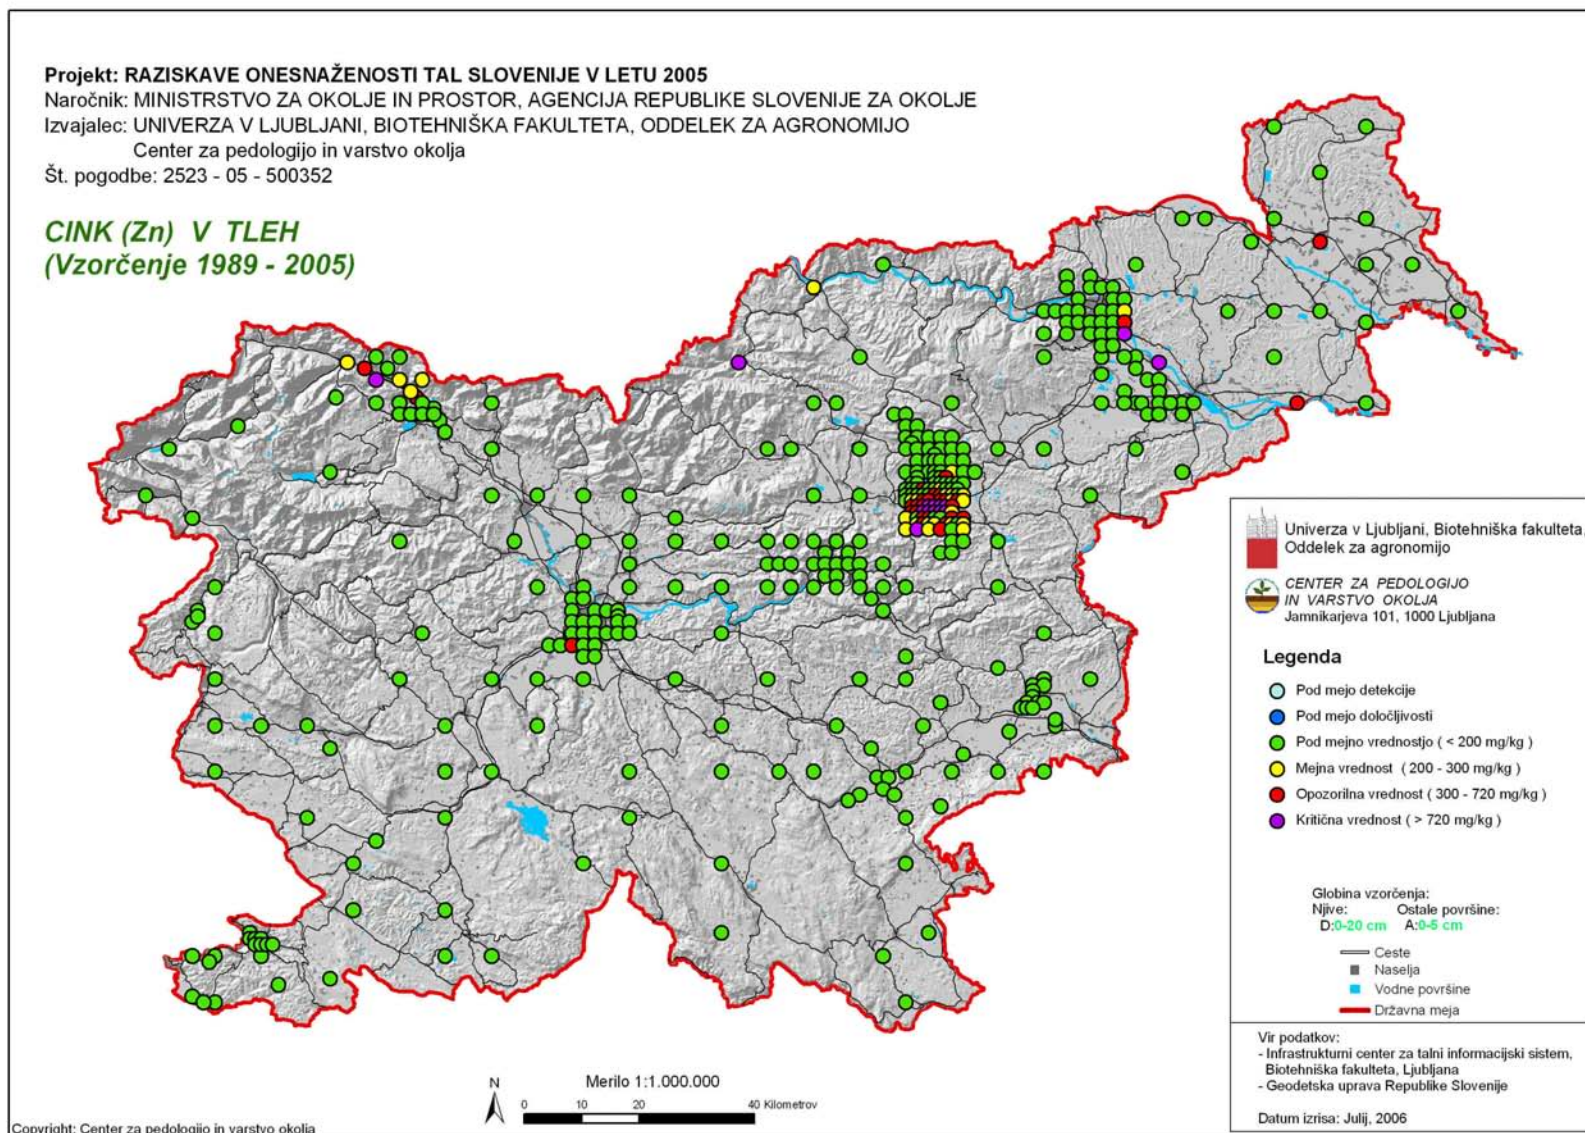 Projekt: RAZISKAVE ONESNAŽENOSTI TAL SLOVENIJE V LETU 2005
Naročnik: MINISTRSTVO ZA OKOLJE IN PROSTOR, AGENCIJA REPUBLIKE SLOVENIJE ZA OKOLJE
Izvajalec: UNIVERZA V LJUBLJANI, BIOTEHNIŠKA FAKULTETA, ODDELEK ZA AGRONOMIJO
Center za pedologijo in varstvo okolja
Št. pogodbe: 2523 - 05 - 500352
CINK (Zn) V TLEH
(Vzorčenje 1989 - 2005)
Univerza v Ljubljani, Biotehniška fakulteta,
Oddelek za agronomijo
CENTER ZA PEDOLOGIJO
IN VARSTVO OKOLJA
Jamnikarjeva 101, 1000 Ljubljana
Legenda
Pod mejo detekcije
Pod mejo določljivosti
Pod mejno vrednostjo ( < 200 mg/kg )
Mejna vrednost ( 200 - 300 mg/kg )
Opozorilna vrednost ( 300 - 720 mg/kg )
Kritična vrednost ( > 720 mg/kg )
Globina vzorčenja:
Njive: Ostale površine:
D:0-20 cm A:0-5 cm
Ceste
Naselja
Vodne površine
Državna meja
Vir podatkov:
- Infrastrukturni center za talni informacijski sistem,
Biotehniška fakulteta, Ljubljana
- Geodetska uprava Republike Slovenije
Datum izrisa: Julij, 2006
N
Merilo 1:1.000.000
0 10 20 40 Kilometrov
Copyright: Center za pedologijo in varstvo okolja